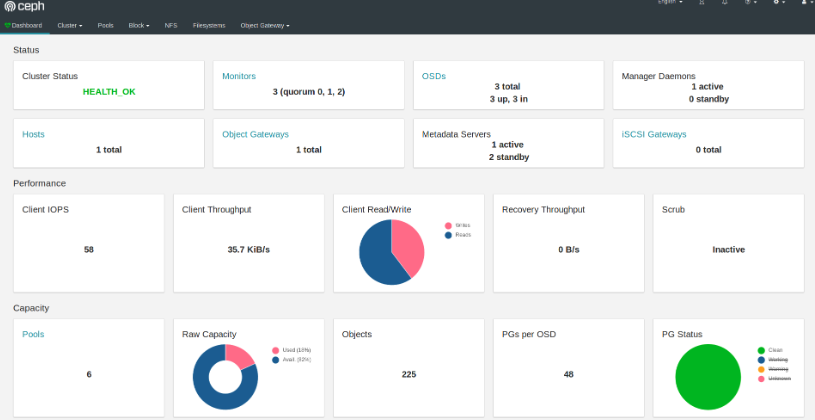 ceph
English
Dashboard Cluster Pools Block NFS Filesystems Object Gateway
Status
Cluster Status
HEALTH_OK
Monitors
3 (quorum 0, 1, 2)
OSDs
3 total
3 up, 3 in
Manager Daemons
1 active
0 standby
Hosts
1 total
Object Gateways
1 total
Metadata Servers
1 active
2 standby
iSCSI Gateways
0 total
Performance
Client IOPS
58
Client Throughput
35.7 KiB/s
Client Read/Write
Writes
Reads
Recovery Throughput
0 B/s
Scrub
Inactive
Capacity
Pools
6
Raw Capacity
Used (18%)
Avail. (82%)
Objects
225
PGs per OSD
48
PG Status
Clean
Working
Warning
Unknown